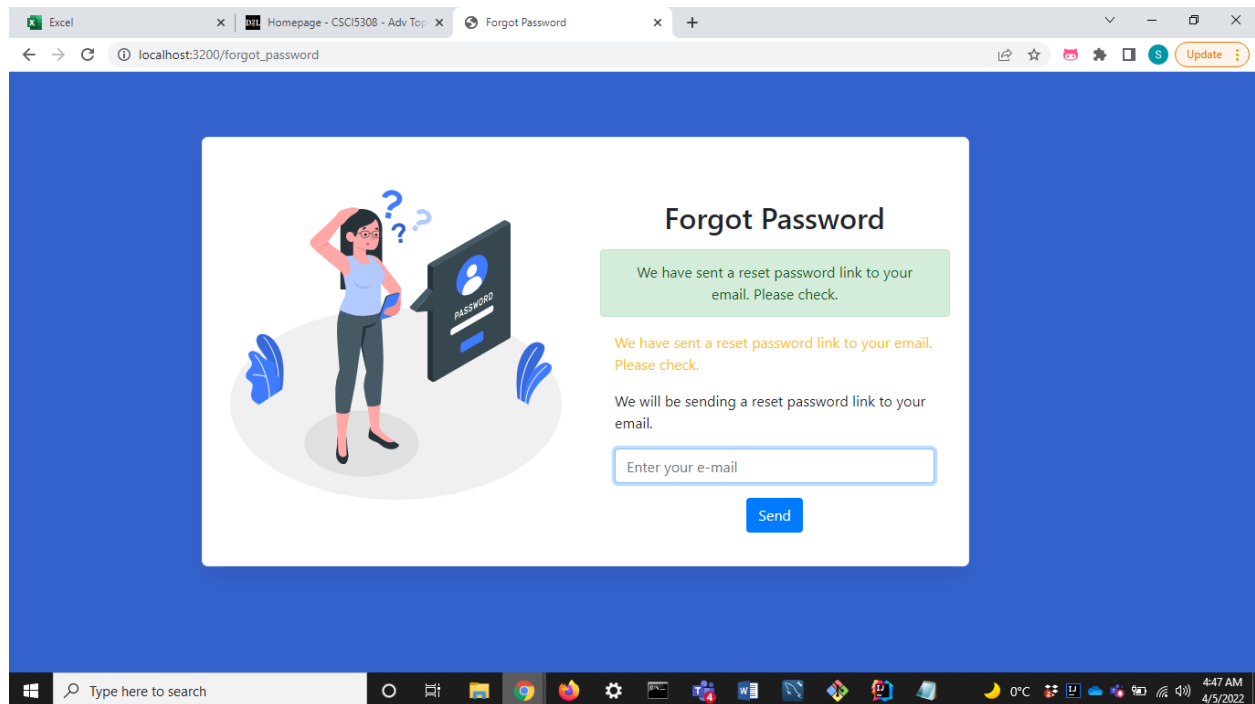 Excel
D2L Homepage - CSCI5308 - Adv Top
Forgot Password
localhost:3200/forgot_password
S
Update
? ? ?
PASSWORD
Forgot Password
We have sent a reset password link to your
email. Please check.
We have sent a reset password link to your email.
Please check.
We will be sending a reset password link to your
email.
Enter your e-mail
Send
Type here to search
4
0°C
4:47 AM
4/5/2022